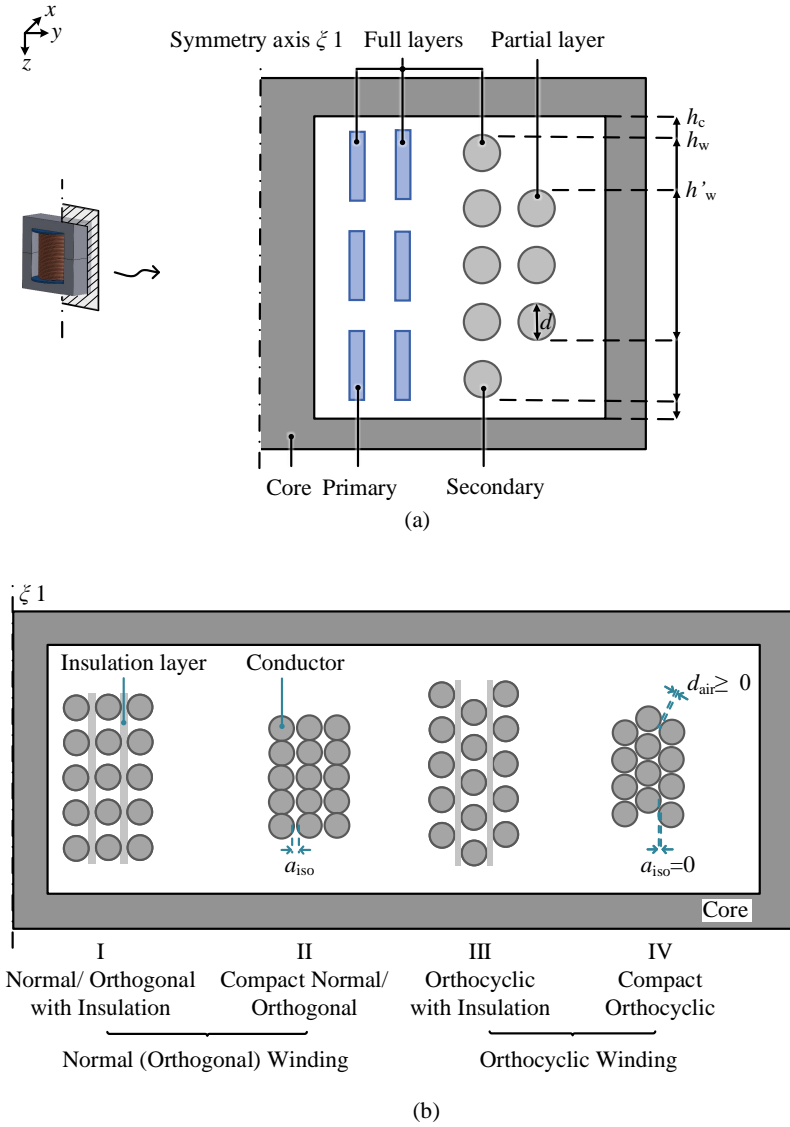 x
y
z
Symmetry axis ξ 1
Full layers
Partial layer
h_c
h_w
h'_w
d
Core
Primary
Secondary
(a)
ξ 1
Insulation layer
Conductor
d_air ≥ 0
a_iso
a_iso=0
Core
I
Normal/ Orthogonal
with Insulation
II
Compact Normal/
Orthogonal
III
Orthocyclic
with Insulation
IV
Compact
Orthocyclic
Normal (Orthogonal) Winding
Orthocyclic Winding
(b)